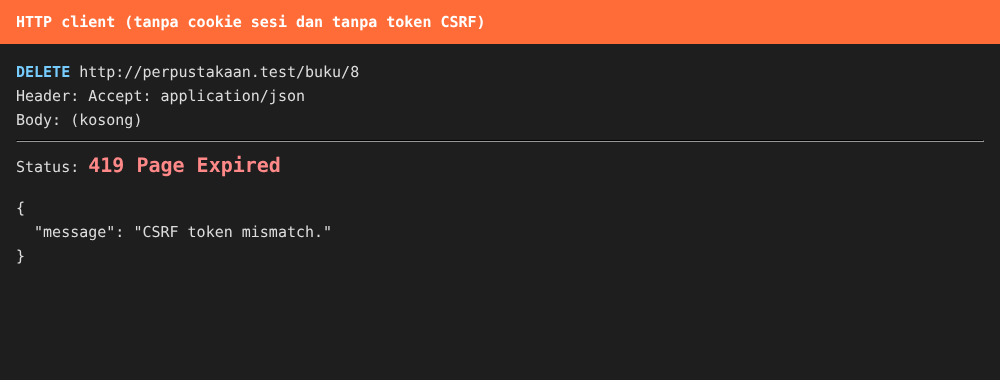 HTTP client (tanpa cookie sesi dan tanpa token CSRF)
DELETE http://perpustakaan.test/buku/8
Header: Accept: application/json
Body: (kosong)
Status: 419 Page Expired
{
  "message": "CSRF token mismatch."
}